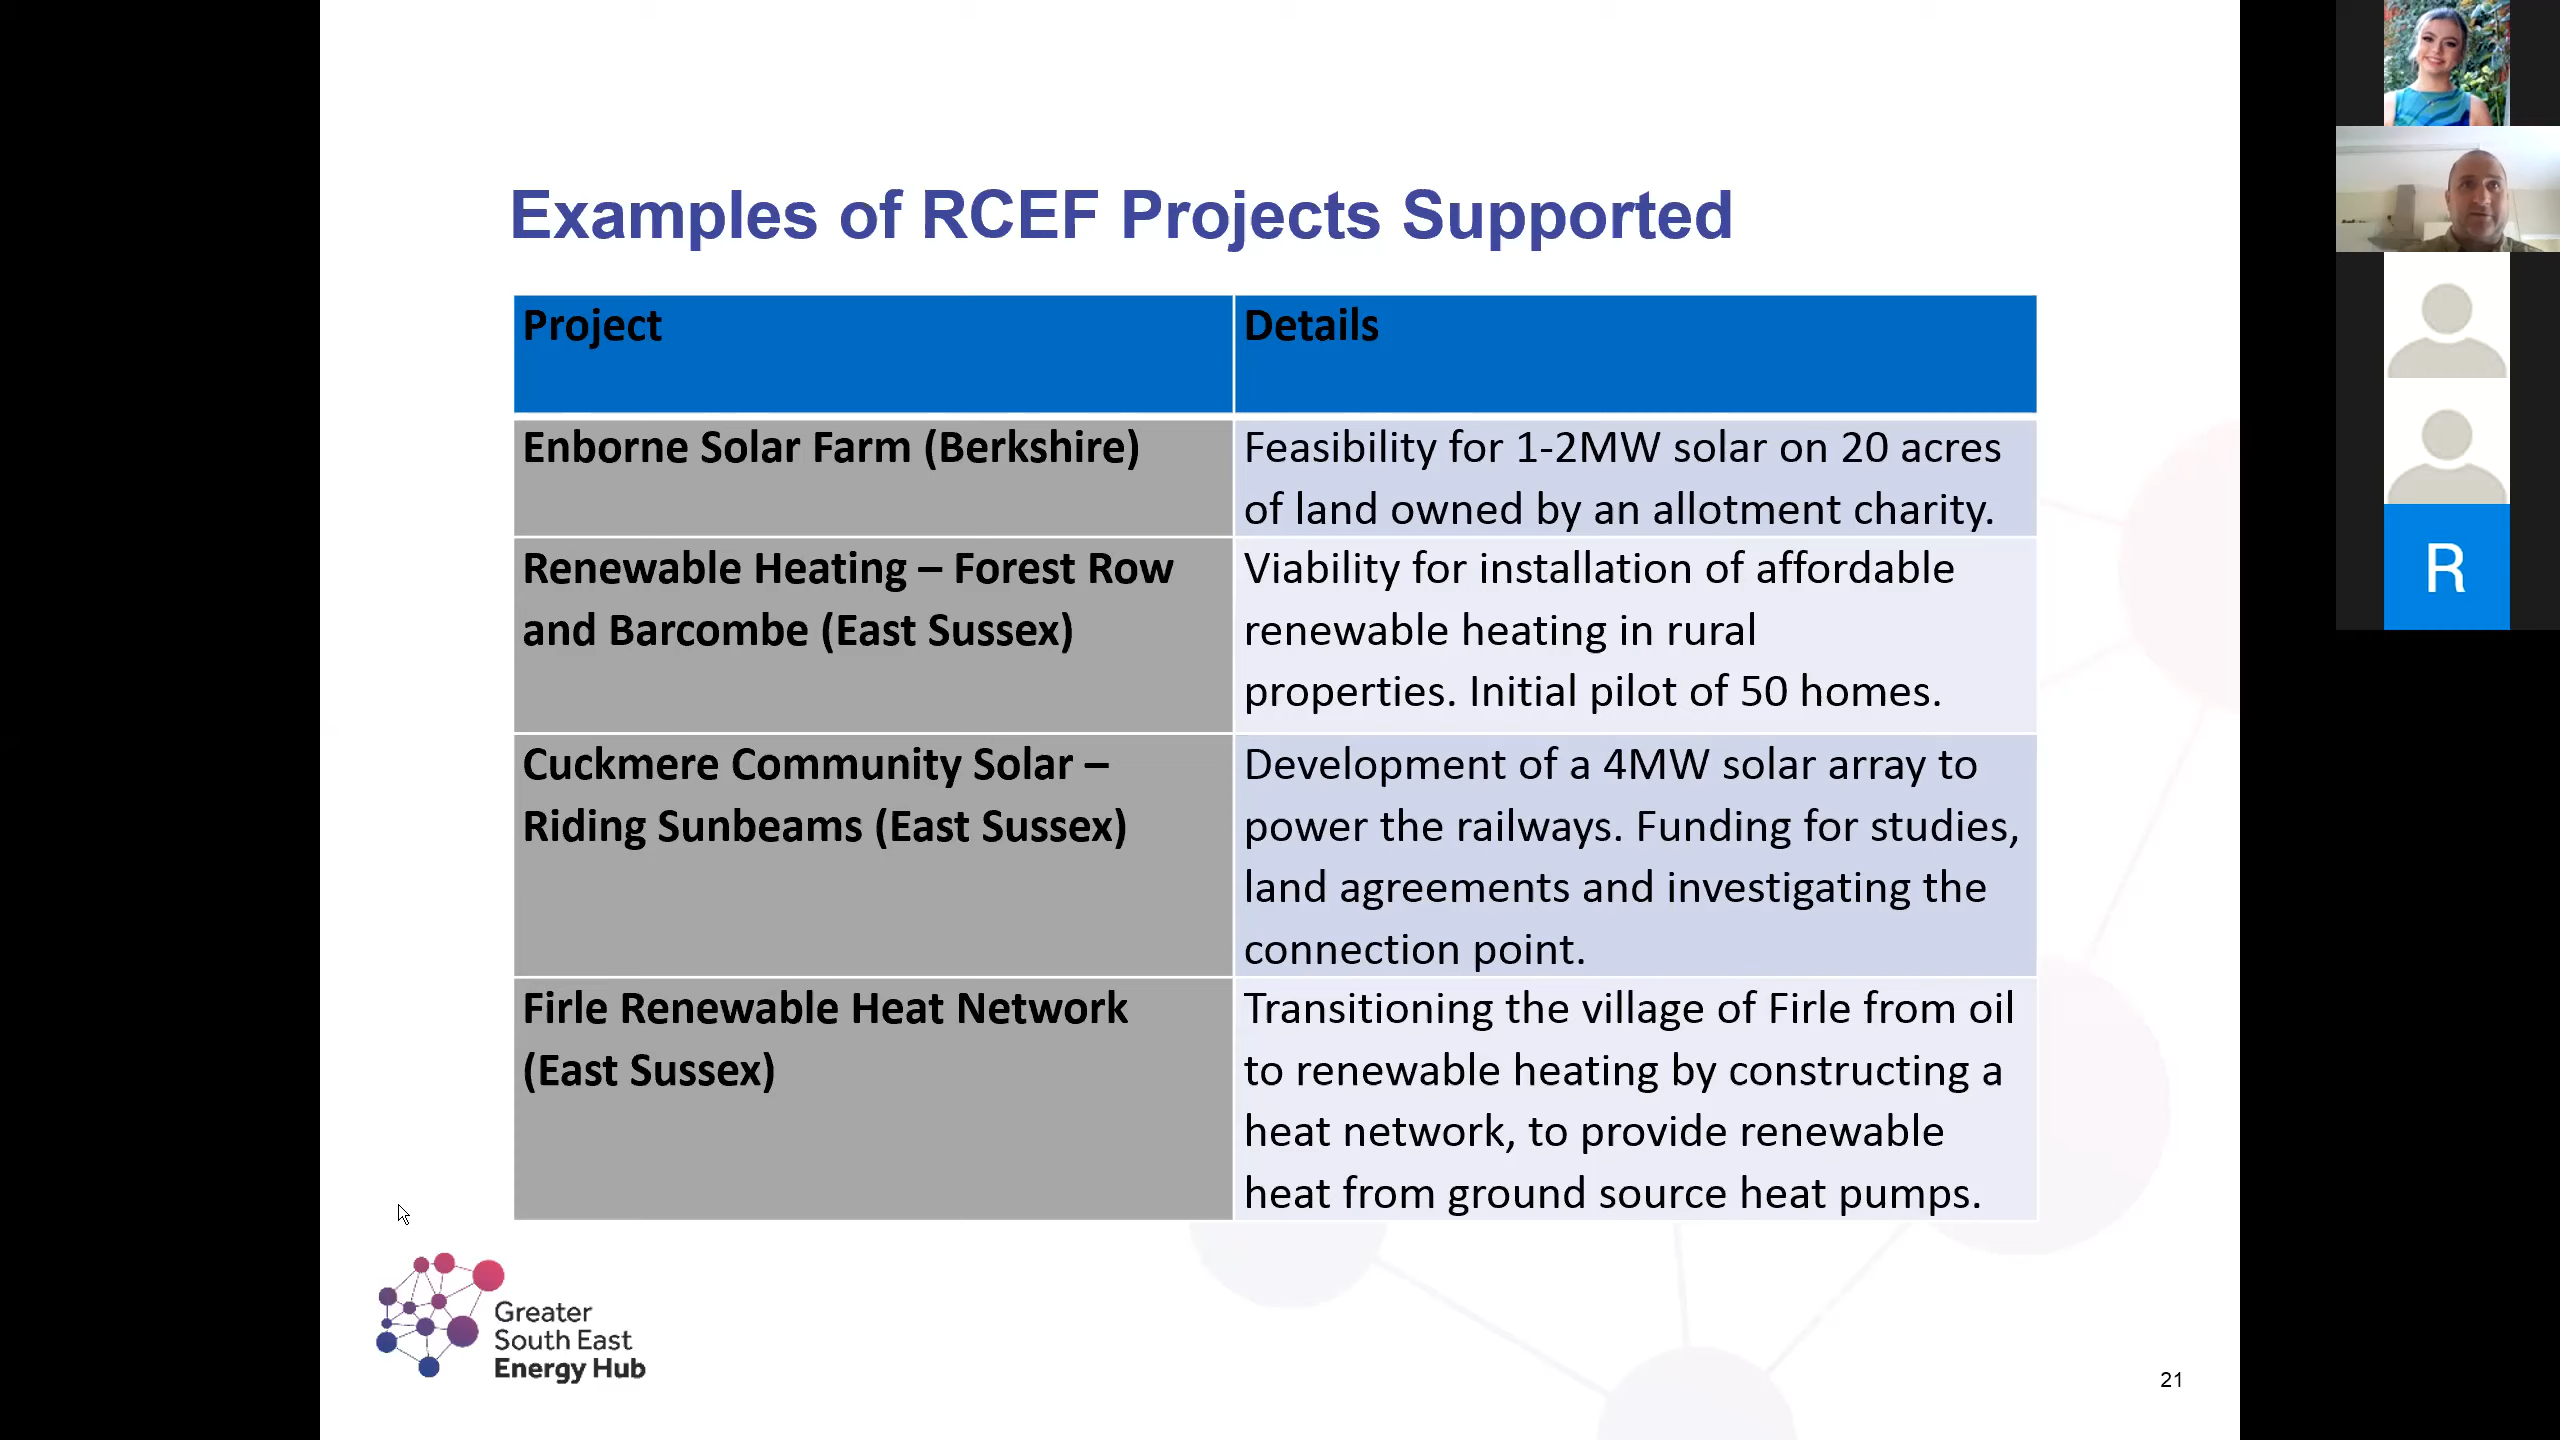 Examples of RCEF Projects Supported
Project
Details
Enborne Solar Farm (Berkshire)
Feasibility for 1-2MW solar on 20 acres
of land owned by an allotment charity.
Renewable Heating – Forest Row
and Barcombe (East Sussex)
Viability for installation of affordable
renewable heating in rural
properties. Initial pilot of 50 homes.
Cuckmere Community Solar –
Riding Sunbeams (East Sussex)
Development of a 4MW solar array to
power the railways. Funding for studies,
land agreements and investigating the
connection point.
Firle Renewable Heat Network
(East Sussex)
Transitioning the village of Firle from oil
to renewable heating by constructing a
heat network, to provide renewable
heat from ground source heat pumps.
Greater
South East
Energy Hub
21
R